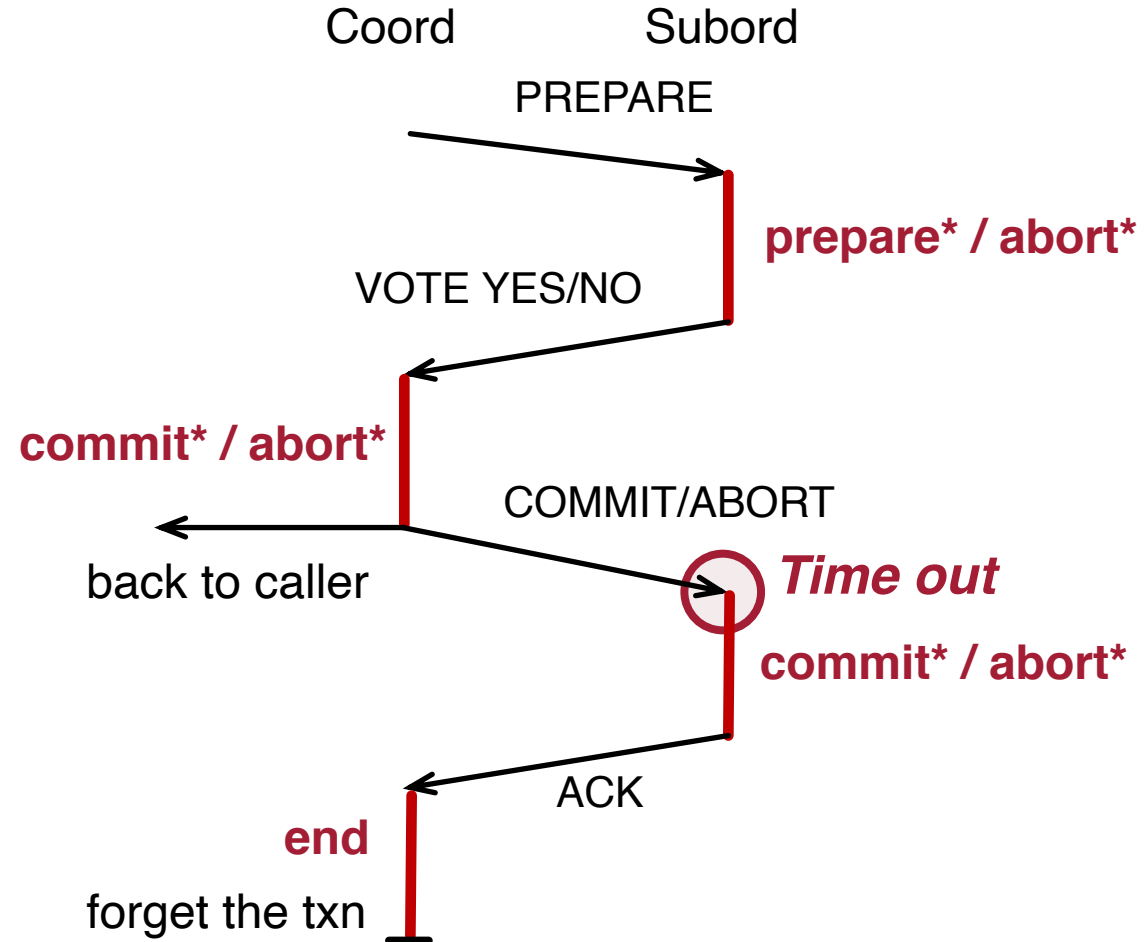 Coord
Subord
PREPARE
prepare* / abort*
VOTE YES/NO
commit* / abort*
COMMIT/ABORT
back to caller
Time out
commit* / abort*
ACK
end
forget the txn